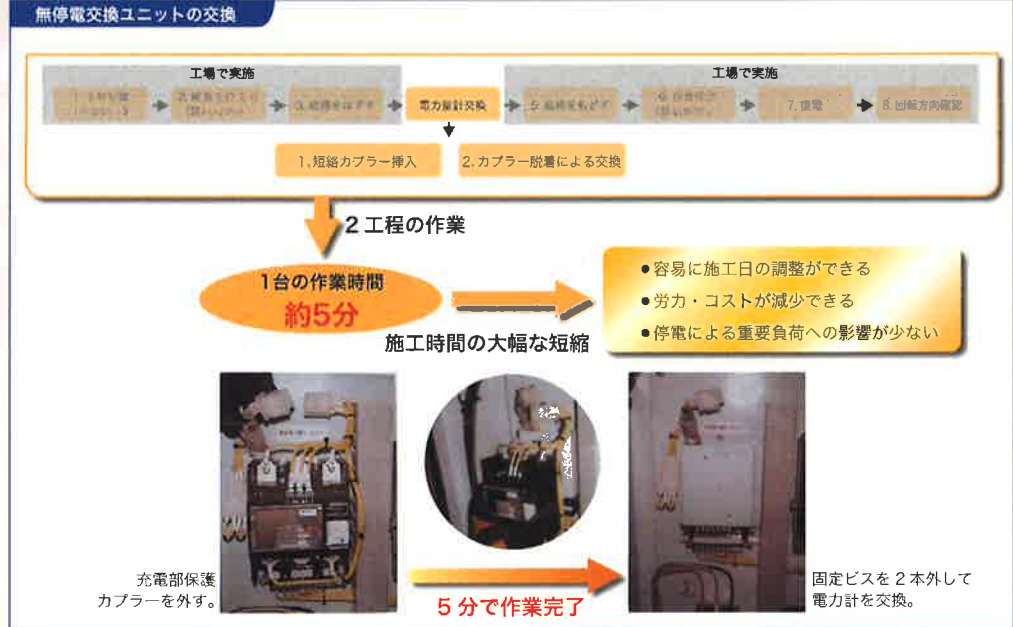 無停電交換ユニットの交換
工場で実施
工場で実施
電力量計交換
7. 復電
8. 回転方向確認
1. 短絡カプラー挿入
2. カプラー脱着による交換
2工程の作業
1台の作業時間
約5分
施工時間の大幅な短縮
●容易に施工日の調整ができる
●労力・コストが減少できる
●停電による重要負荷への影響が少ない
充電部保護
カプラーを外す。
5分で作業完了
固定ビスを2本外して
電力計を交換。